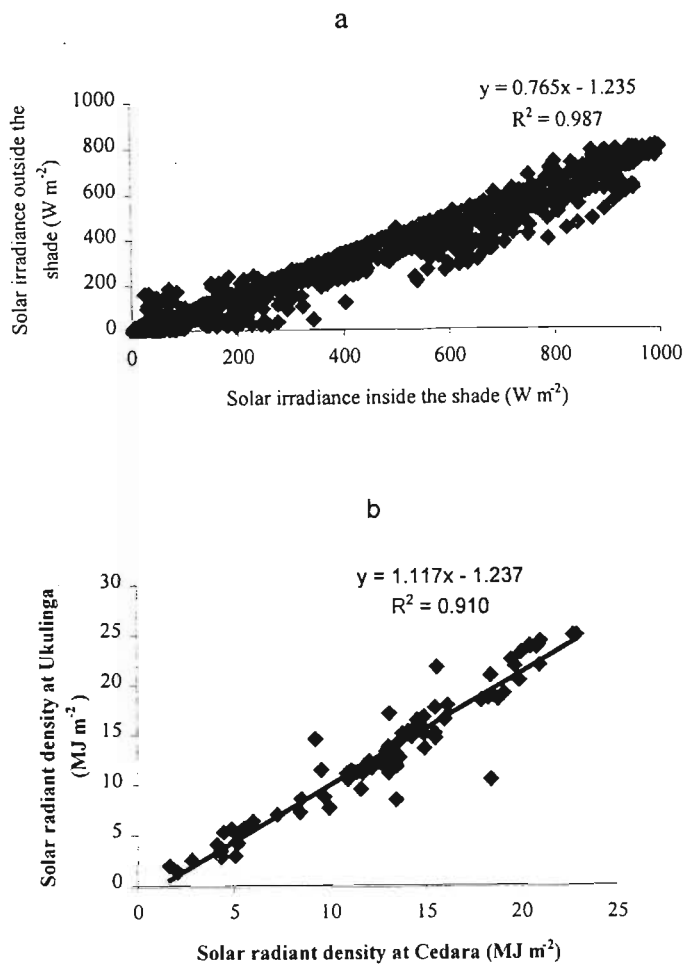 a
y = 0.765x - 1.235
R² = 0.987
Solar irradiance outside the
shade (W m⁻²)
1000
800
600
400
200
0
0 200 400 600 800 1000
Solar irradiance inside the shade (W m⁻²)
b
y = 1.117x - 1.237
R² = 0.910
Solar radiant density at Ukulinga
(MJ m⁻²)
30
25
20
15
10
5
0
0 5 10 15 20 25
Solar radiant density at Cedara (MJ m⁻²)